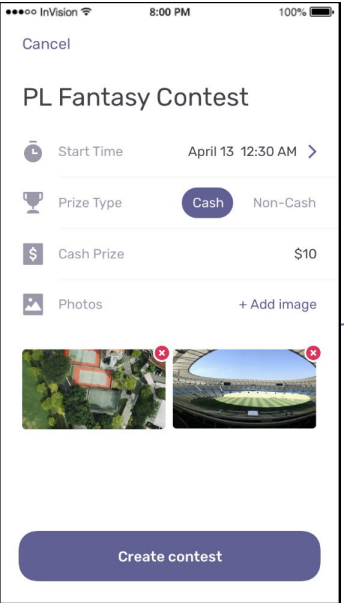 InVision 8:00 PM 100%
Cancel
PL Fantasy Contest
Start Time April 13 12:30 AM
Prize Type Cash Non-Cash
$ Cash Prize $10
Photos + Add image
Create contest